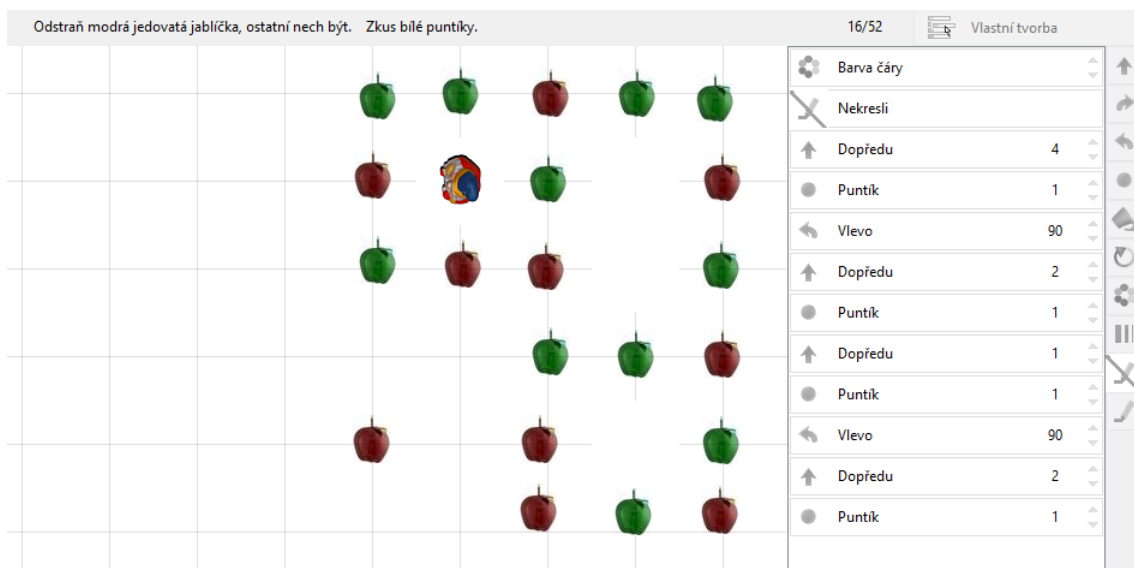 Odstraň modrá jedovatá jablíčka, ostatní nech být. Zkus bílé puntíky. 16/52 Vlastní tvorba
Barva čáry
Nekresli
Dopředu 4
Puntík 1
Vlevo 90
Dopředu 2
Puntík 1
Dopředu 1
Puntík 1
Vlevo 90
Dopředu 2
Puntík 1